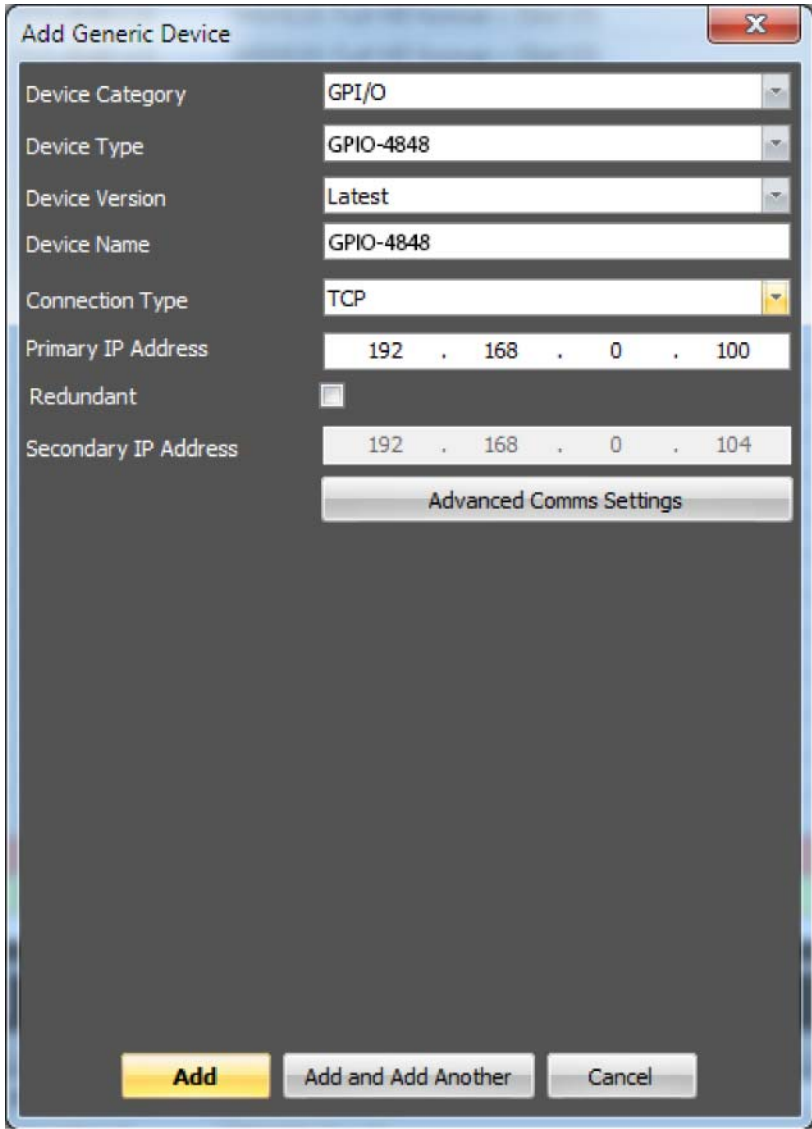 Add Generic Device
Device Category GPI/O
Device Type GPIO-4848
Device Version Latest
Device Name GPIO-4848
Connection Type TCP
Primary IP Address 192 . 168 . 0 . 100
Redundant
Secondary IP Address 192 . 168 . 0 . 104
Advanced Comms Settings
Add Add and Add Another Cancel